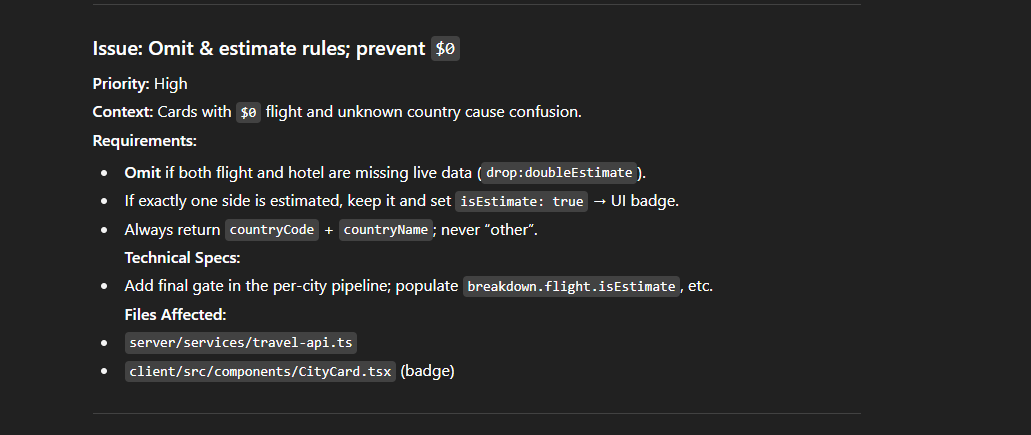 Issue: Omit & estimate rules; prevent $0
Priority: High
Context: Cards with $0 flight and unknown country cause confusion.
Requirements:
• Omit if both flight and hotel are missing live data (drop:doubleEstimate).
• If exactly one side is estimated, keep it and set isEstimate: true → UI badge.
• Always return countryCode + countryName; never “other”.
Technical Specs:
• Add final gate in the per-city pipeline; populate breakdown.flight.isEstimate, etc.
Files Affected:
• server/services/travel-api.ts
• client/src/components/CityCard.tsx (badge)